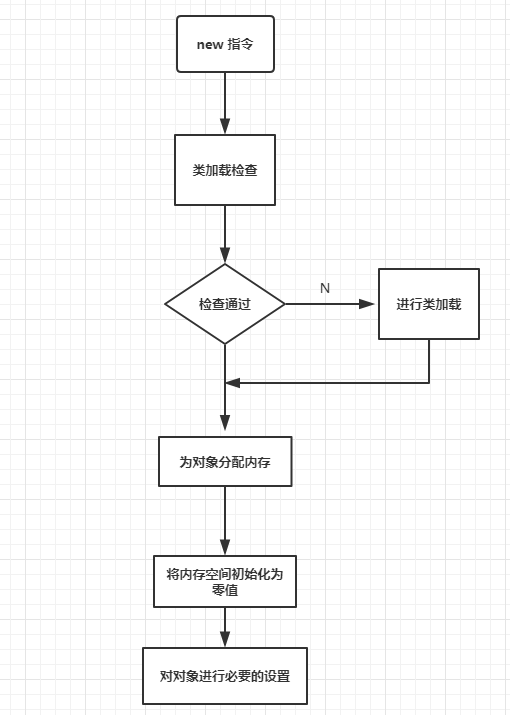 new 指令
类加载检查
检查通过
N
进行类加载
为对象分配内存
将内存空间初始化为
零值
对对象进行必要的设置